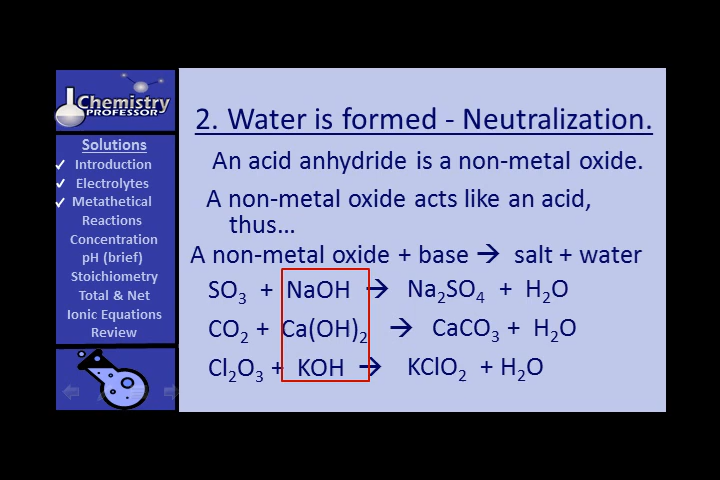 Chemistry
PROFESSOR
Solutions
✓ Introduction
✓ Electrolytes
✓ Metathetical
Reactions
Concentration
pH (brief)
Stoichiometry
Total & Net
Ionic Equations
Review
2. Water is formed - Neutralization.
An acid anhydride is a non-metal oxide.
A non-metal oxide acts like an acid,
thus...
A non-metal oxide + base → salt + water
SO₃ + NaOH → Na₂SO₄ + H₂O
CO₂ + Ca(OH)₂ → CaCO₃ + H₂O
Cl₂O₃ + KOH → KClO₂ + H₂O